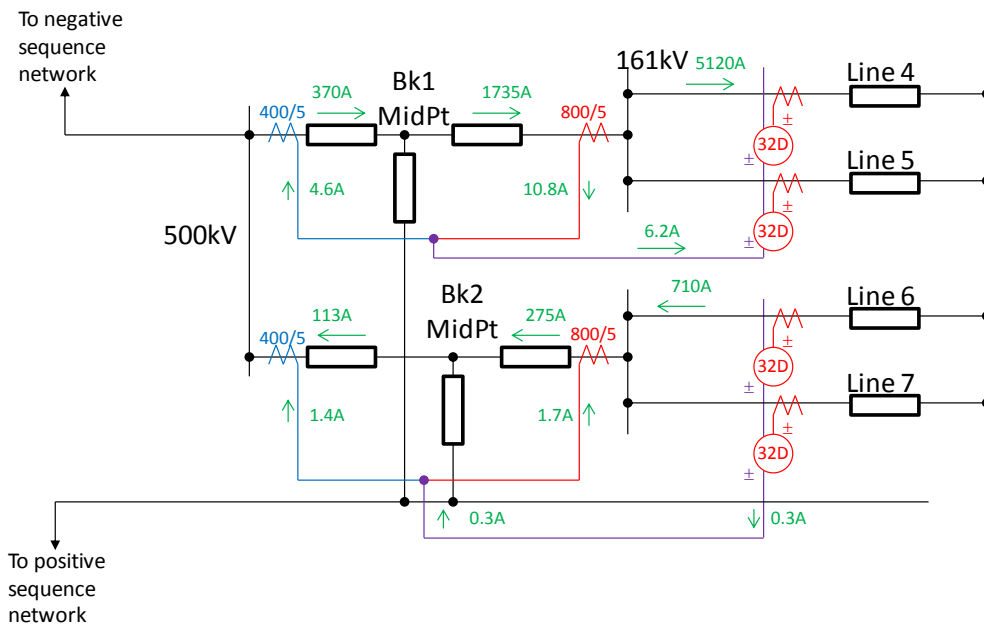 To negative
sequence
network
161kV
5120A
Line 4
370A
Bk1
MidPt
1735A
400/5
800/5
±
32D
±
Line 5
4.6A
10.8A
±
32D
±
500kV
6.2A
Bk2
MidPt
710A
Line 6
113A
275A
400/5
800/5
±
32D
±
Line 7
1.4A
1.7A
±
32D
±
0.3A
0.3A
To positive
sequence
network